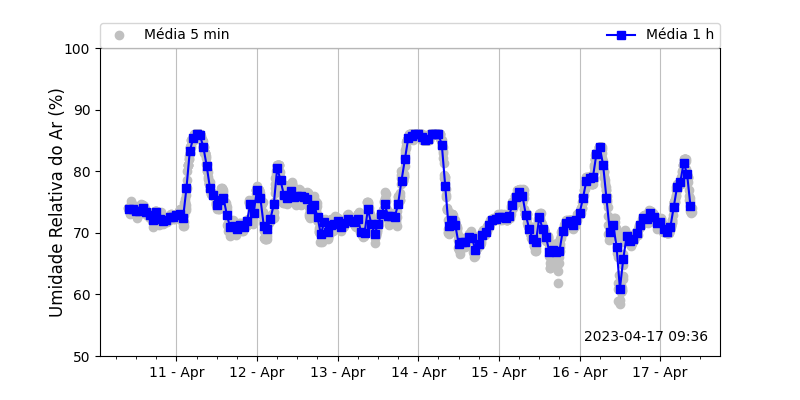 Média 5 min
Média 1 h
Umidade Relativa do Ar (%)
100
90
80
70
60
50
2023-04-17 09:36
11 - Apr
12 - Apr
13 - Apr
14 - Apr
15 - Apr
16 - Apr
17 - Apr